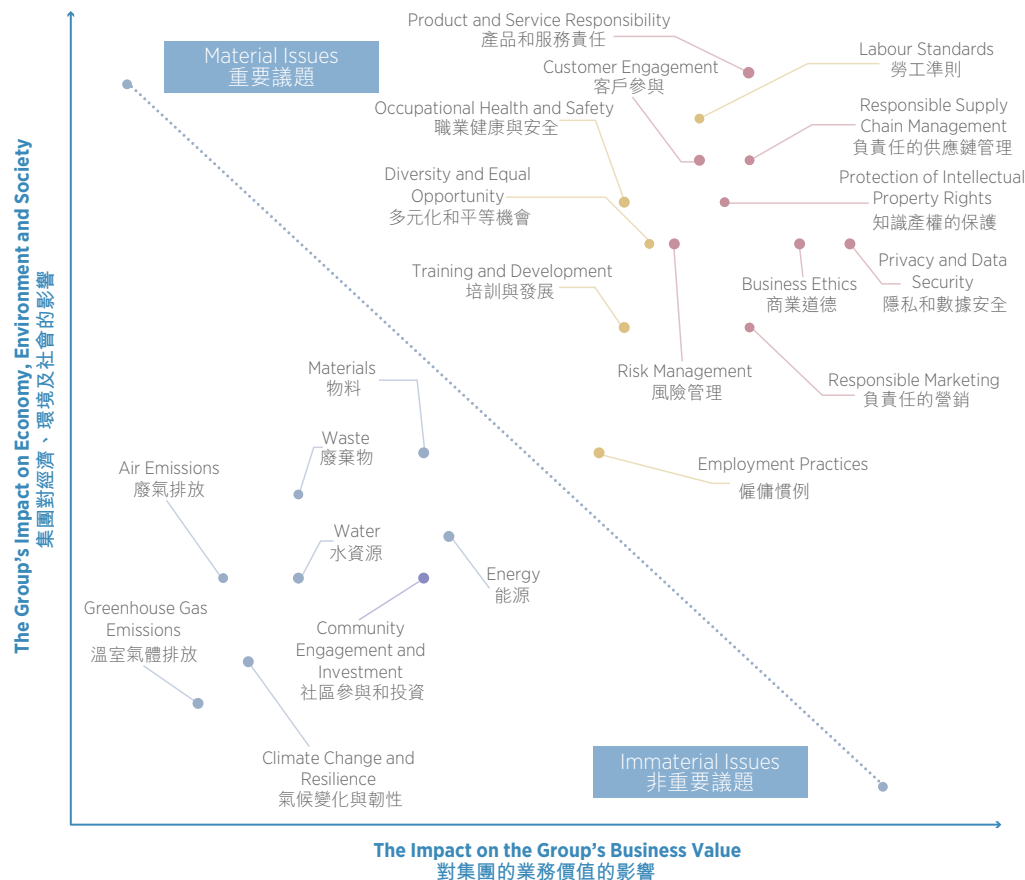 Product and Service Responsibility
產品和服務責任
Material Issues
重要議題
Labour Standards
勞工準則
Customer Engagement
客戶參與
Occupational Health and Safety
職業健康與安全
Responsible Supply
Chain Management
負責任的供應鏈管理
Diversity and Equal
Opportunity
多元化和平等機會
Protection of Intellectual
Property Rights
知識產權的保護
Training and Development
培訓與發展
Business Ethics
商業道德
Privacy and Data
Security
隱私和數據安全
Risk Management
風險管理
Responsible Marketing
負責任的營銷
Materials
物料
Waste
廢棄物
Air Emissions
廢氣排放
Employment Practices
僱傭慣例
Water
水資源
Energy
能源
Greenhouse Gas
Emissions
溫室氣體排放
Community
Engagement and
Investment
社區參與和投資
Climate Change and
Resilience
氣候變化與韌性
Immaterial Issues
非重要議題
The Group's Impact on Economy, Environment and Society
集團對經濟、環境及社會的影響
The Impact on the Group's Business Value
對集團的業務價值的影響